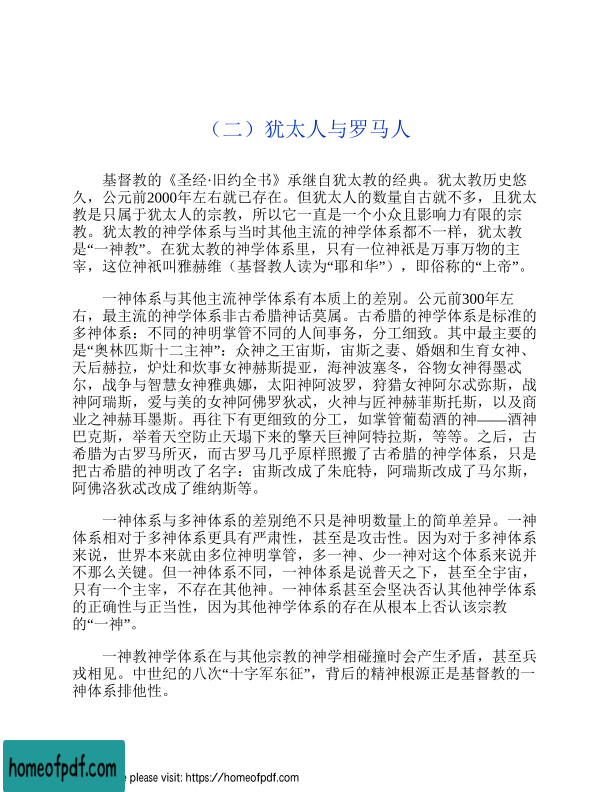 （二）犹太人与罗马人
基督教的《圣经·旧约全书》承继自犹太教的经典。犹太教历史悠
久，公元前2000年左右就已存在。但犹太人的数量自古就不多，且犹太
教是只属于犹太人的宗教，所以它一直是一个小众且影响力有限的宗
教。犹太教的神学体系与当时其他主流的神学体系都不一样，犹太教
是“一神教”。在犹太教的神学体系里，只有一位神祇是万事万物的主
宰，这位神祇叫雅赫维（基督教人读为“耶和华”），即俗称的“上帝”。
一神体系与其他主流神学体系有本质上的差别。公元前300年左
右，最主流的神学体系非古希腊神话莫属。古希腊的神学体系是标准的
多神体系：不同的神明掌管不同的人间事务，分工细致。其中最主要的
是“奥林匹斯十二主神”：众神之王宙斯，宙斯之妻、婚姻和生育女神、
天后赫拉，炉灶和炊事女神赫斯提亚，海神波塞冬，谷物女神得墨忒
尔，战争与智慧女神雅典娜，太阳神阿波罗，狩猎女神阿尔忒弥斯，战
神阿瑞斯，爱与美的女神阿佛罗狄忒，火神与匠神赫菲斯托斯，以及商
业之神赫耳墨斯。再往下有更细致的分工，如掌管葡萄酒的神——酒神
巴克斯，举着天空防止天塌下来的擎天巨神阿特拉斯，等等。之后，古
希腊为古罗马所灭，而古罗马几乎原样照搬了古希腊的神学体系，只是
把古希腊的神明改了名字：宙斯改成了朱庇特，阿瑞斯改成了马尔斯，
阿佛洛狄忒改成了维纳斯等。
一神体系与多神体系的差别绝不只是神明数量上的简单差异。一神
体系相对于多神体系更具有严肃性，甚至是攻击性。因为对于多神体系
来说，世界本来就由多位神明掌管，多一神、少一神对这个体系来说并
不那么关键。但一神体系不同，一神体系是说普天之下，甚至全宇宙，
只有一个主宰，不存在其他神。一神体系甚至会坚决否认其他神学体系
的正确性与正当性，因为其他神学体系的存在从根本上否认该宗教
的“一神”。
一神教神学体系在与其他宗教的神学相碰撞时会产生矛盾，甚至兵
戎相见。中世纪的八次“十字军东征”，背后的精神根源正是基督教的一
神体系排他性。
homeofpdf.com
please visit: https://homeofpdf.com